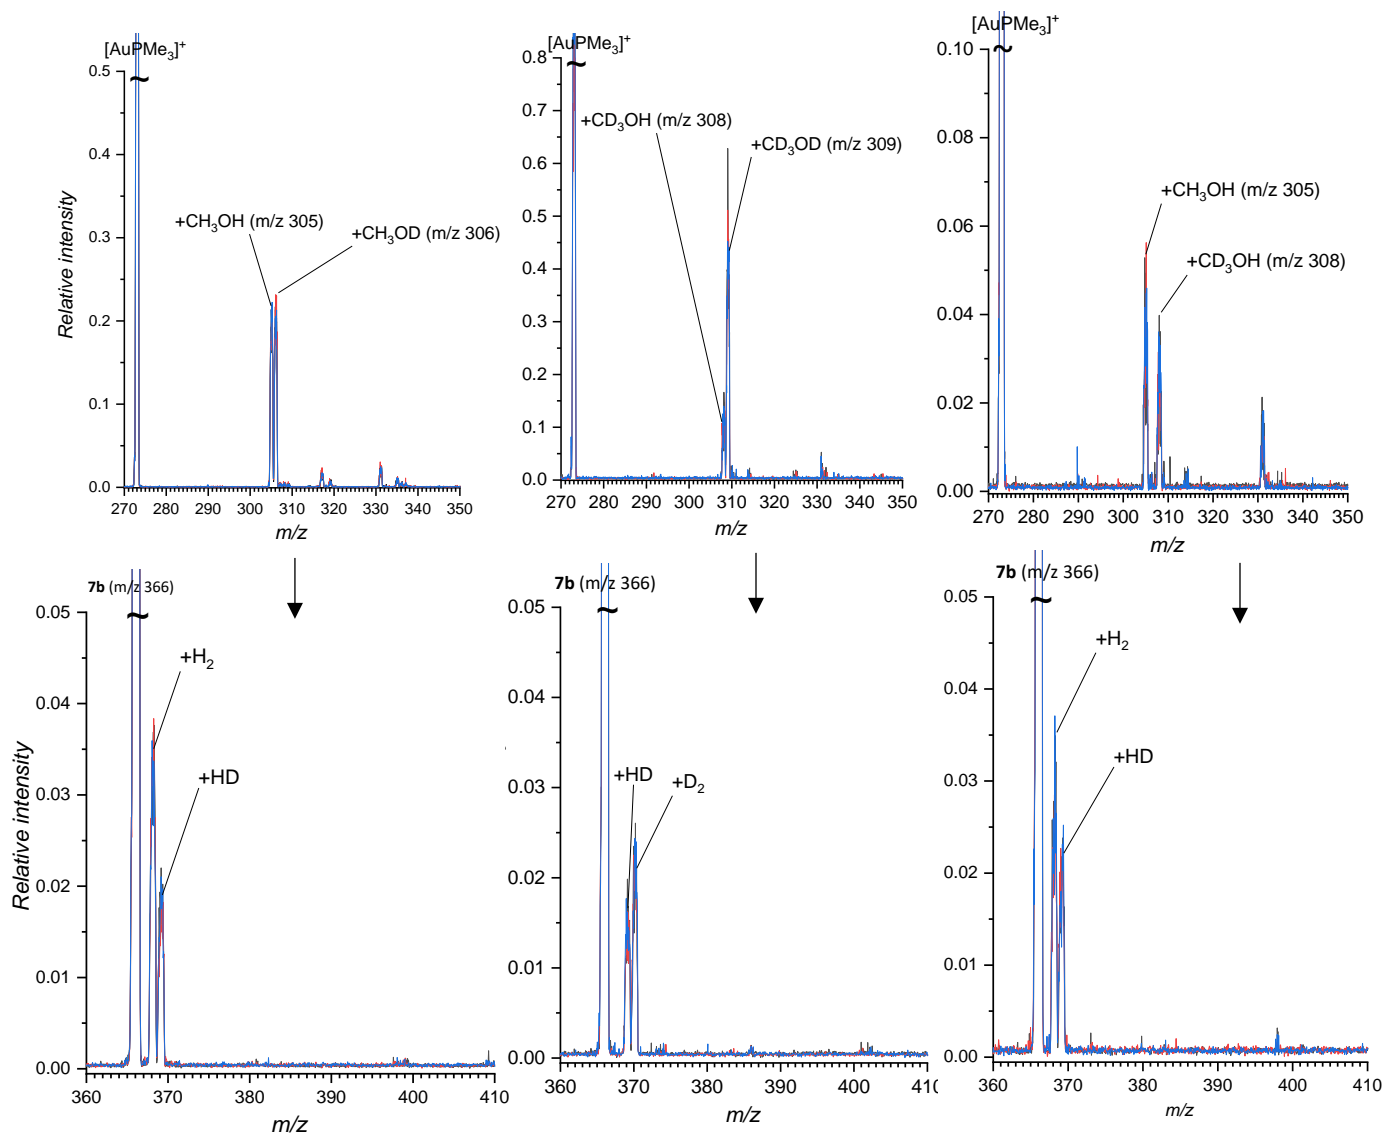 [AuPMe₃]⁺
0.5
0.4
0.3
0.2
0.1
0.0
Relative intensity
+CH₃OH (m/z 305)
+CH₃OD (m/z 306)
270 280 290 300 310 320 330 340 350
m/z
[AuPMe₃]⁺
0.8
0.7
0.6
0.5
0.4
0.3
0.2
0.1
0.0
+CD₃OH (m/z 308)
+CD₃OD (m/z 309)
270 280 290 300 310 320 330 340 350
m/z
[AuPMe₃]⁺
0.10
0.08
0.06
0.04
0.02
0.00
+CH₃OH (m/z 305)
+CD₃OH (m/z 308)
270 280 290 300 310 320 330 340 350
m/z
7b (m/z 366)
0.05
0.04
0.03
0.02
0.01
0.00
Relative intensity
+H₂
+HD
360 370 380 390 400 410
m/z
7b (m/z 366)
0.05
0.04
0.03
0.02
0.01
0.00
+HD
+D₂
360 370 380 390 400 410
m/z
7b (m/z 366)
0.05
0.04
0.03
0.02
0.01
0.00
+H₂
+HD
360 370 380 390 400 410
m/z